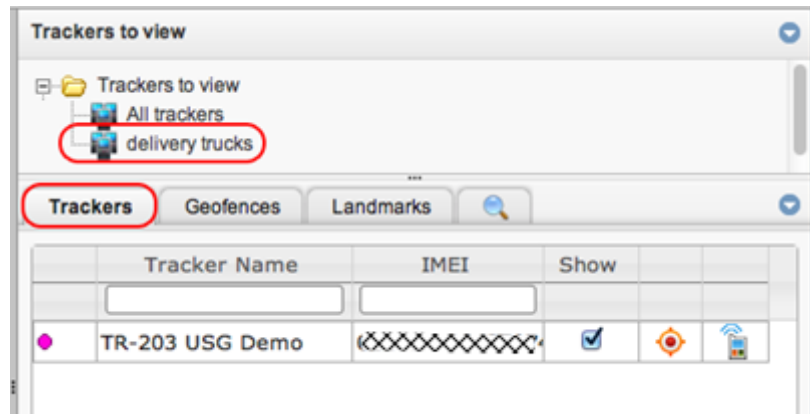 Trackers to view
Trackers to view
All trackers
delivery trucks
Trackers Geofences Landmarks
Tracker Name IMEI Show
TR-203 USG Demo